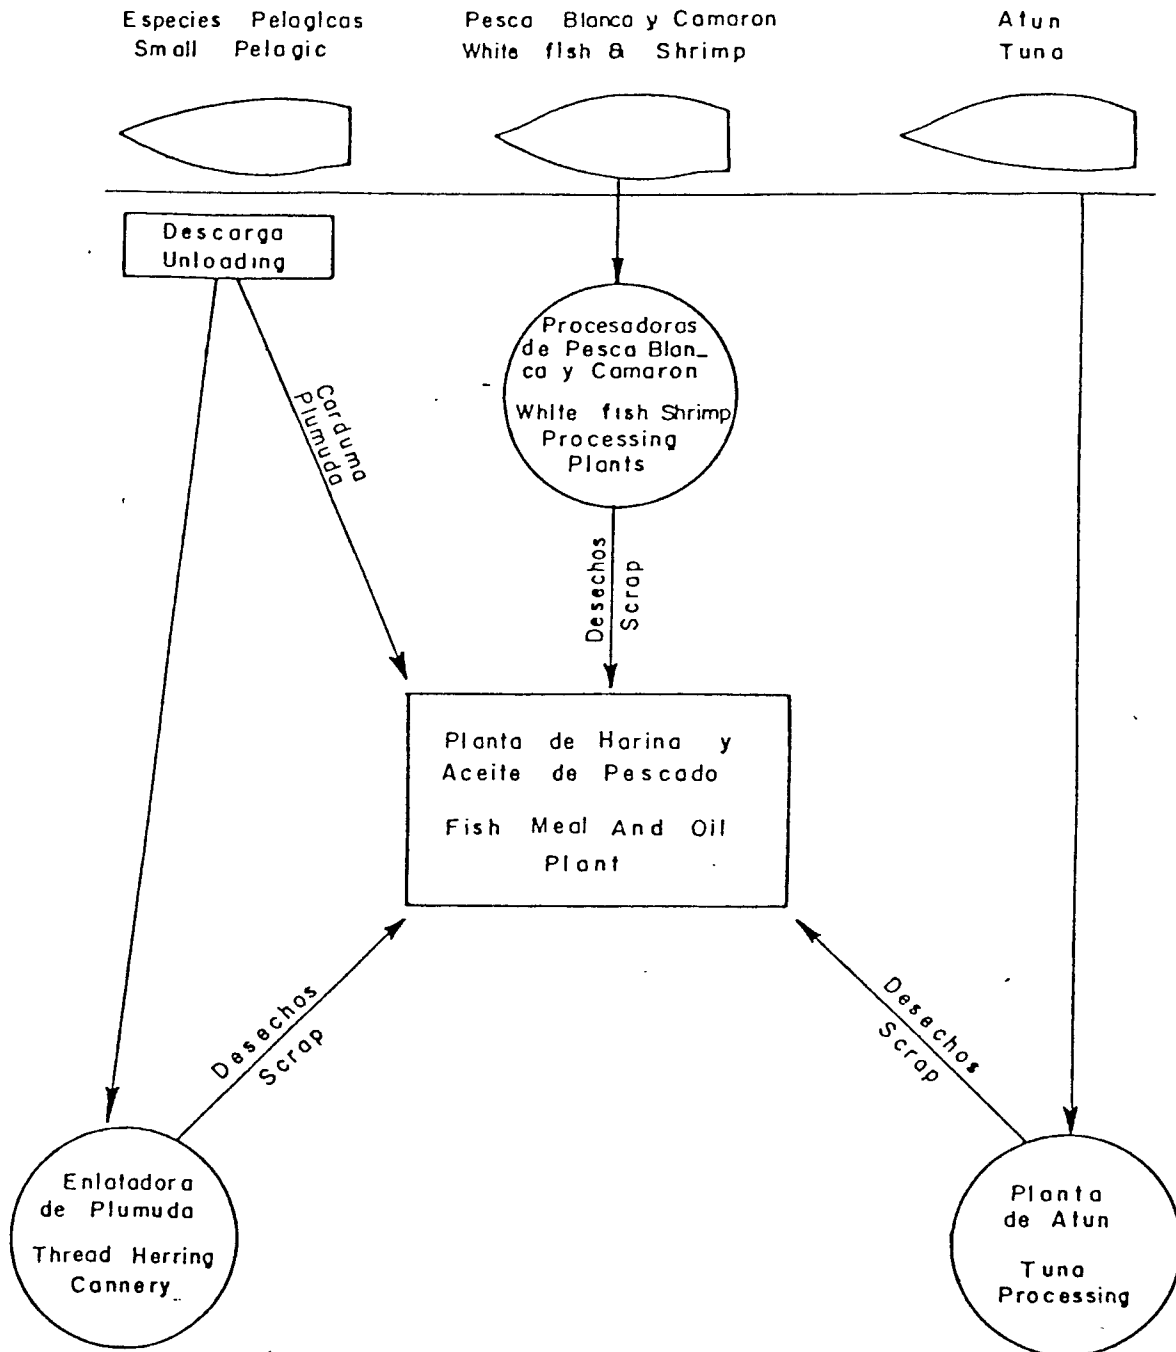 Especies Pelagicas
Small Pelagic
Pesca Blanca y Camaron
White fish & Shrimp
Atun
Tuna
Descarga
Unloading
Carduma
Plumuda
Procesadoras
de Pesca Blan_
ca y Camaron
White fish Shrimp
Processing
Plants
Desechos
Scrap
Planta de Harina y
Aceite de Pescado
Fish Meal And Oil
Plant
Desechos
Scrap
Desechos
Scrap
Enlatadora
de Plumuda
Thread Herring
Cannery
Planta
de Atun
Tuna
Processing